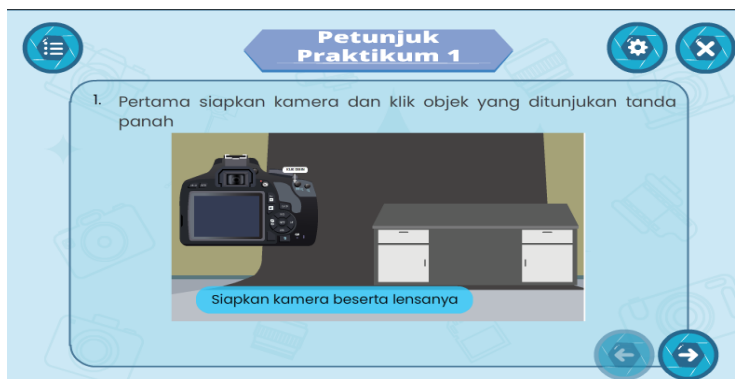 Petunjuk
Praktikum 1
1. Pertama siapkan kamera dan klik objek yang ditunjukan tanda
panah
Siapkan kamera beserta lensanya